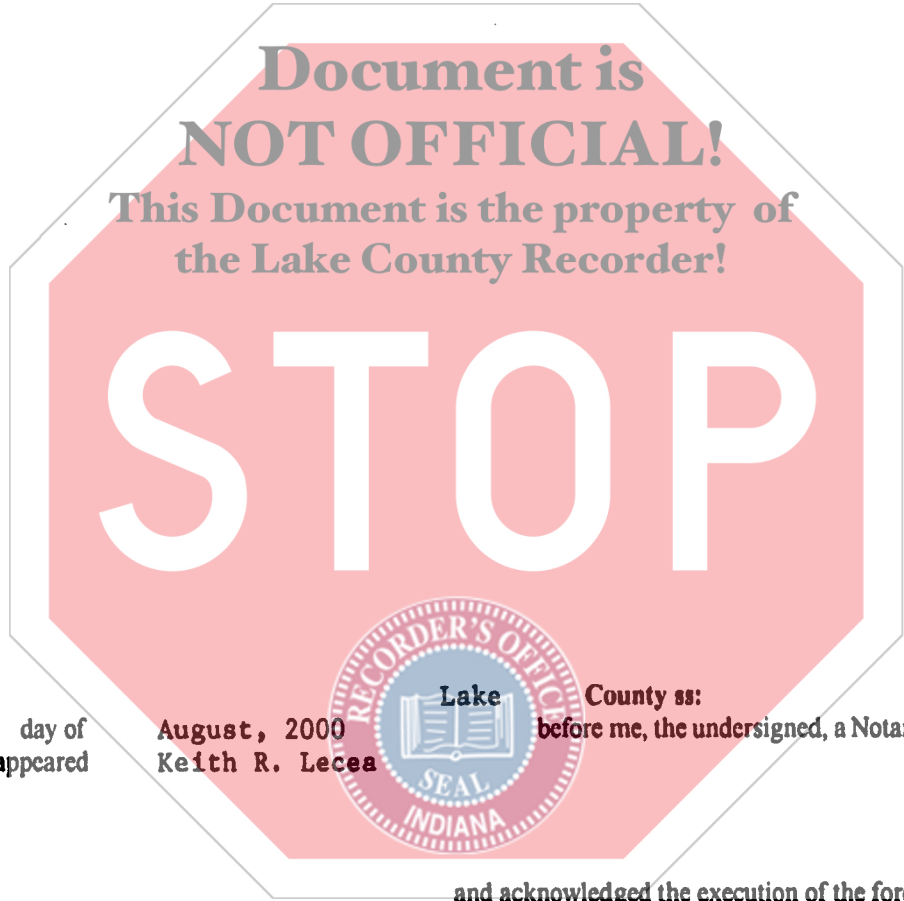 Document is
NOT OFFICIAL!
This Document is the property of
the Lake County Recorder!
STOP
RECORDER'S OFFICE
Lake County ss:
day of August, 2000 before me, the undersigned, a Notar
appeared Keith R. Lecea
SEAL
INDIANA
and acknowledged the execution of the fore